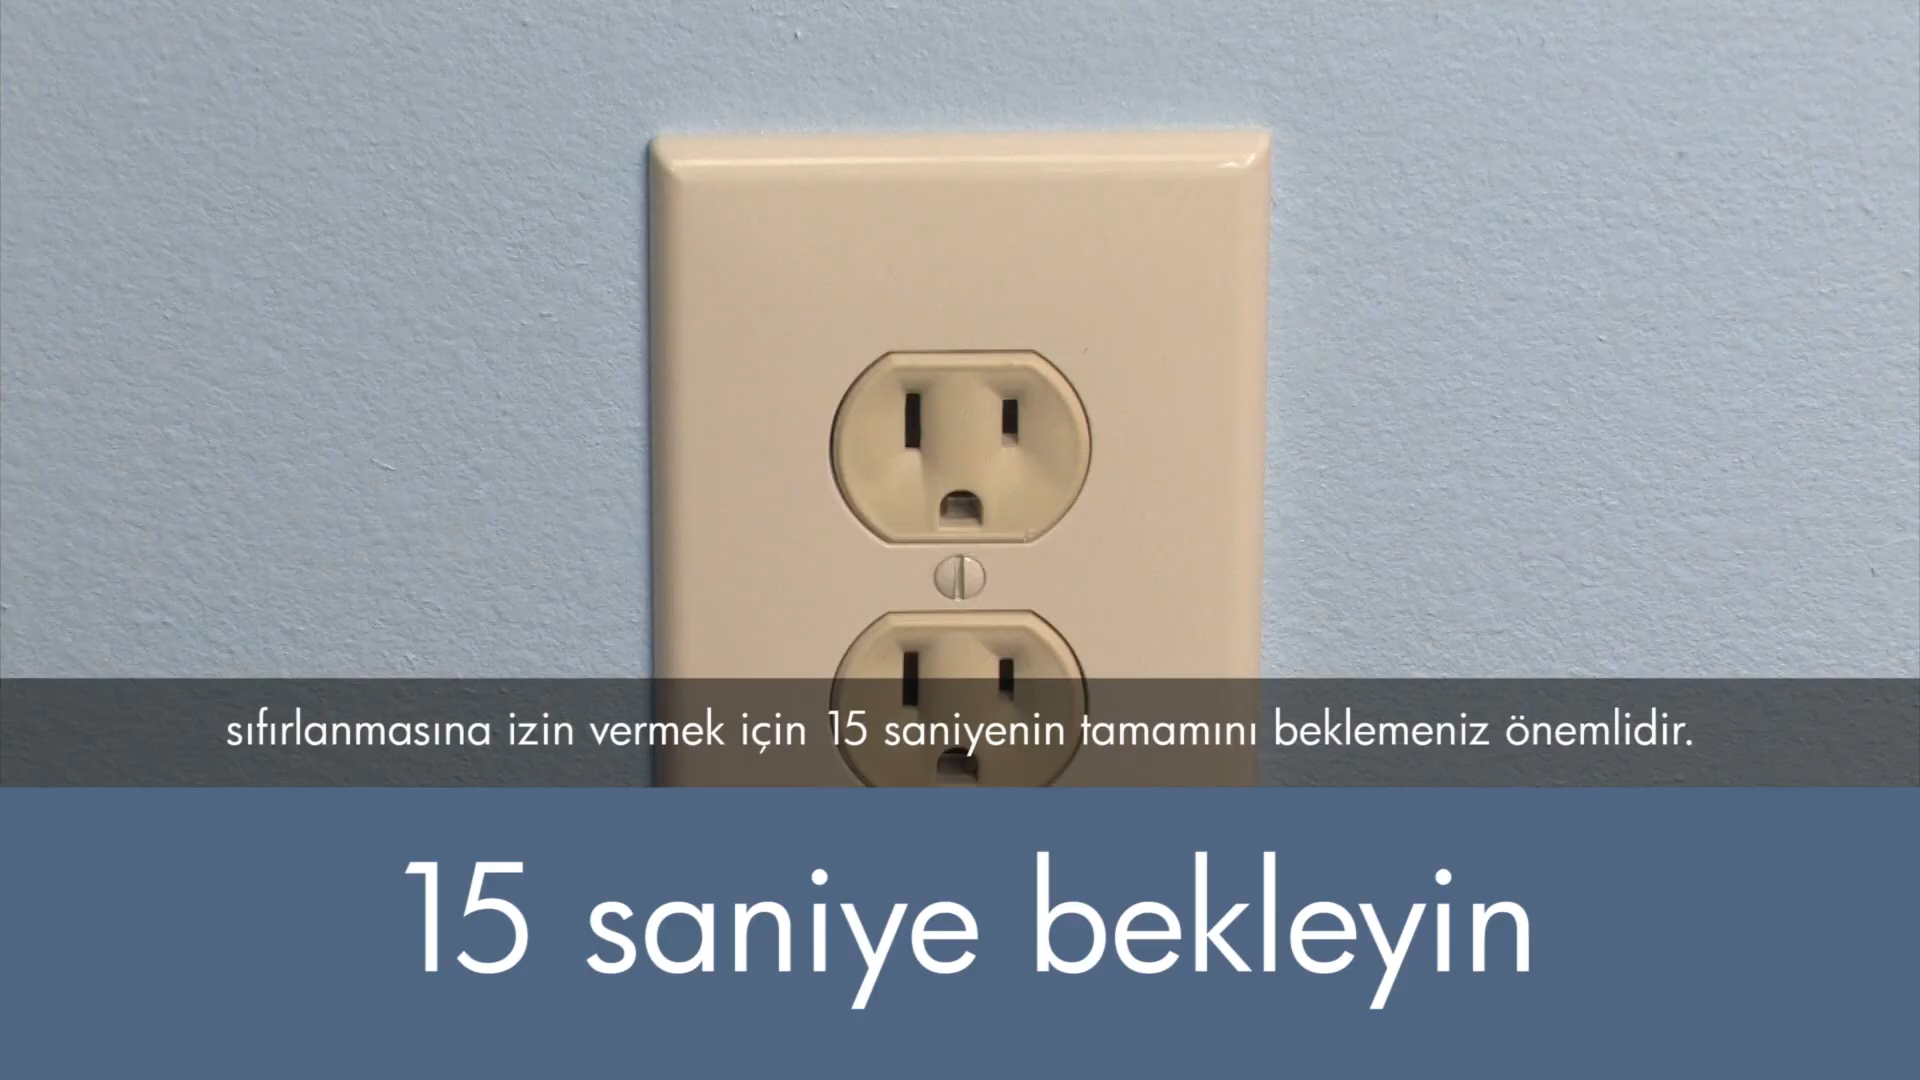 sıfırlanmasına izin vermek için 15 saniyenin tamamını beklemeniz önemlidir.
15 saniye bekleyin